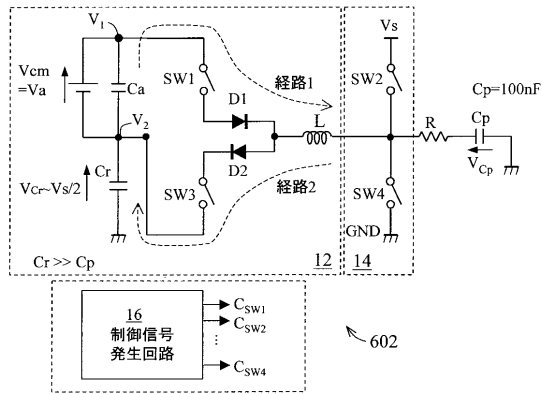 V1
Vs
Vcm
=Va
Ca
SW1
経路1
SW2
Cp=100nF
V2
D1
L
R
Cp
D2
VCp
Cr
VCr~Vs/2
SW3
経路2
SW4
GND
Cr >> Cp
12
14
16
制御信号
発生回路
CSW1
CSW2
⋮
CSW4
602